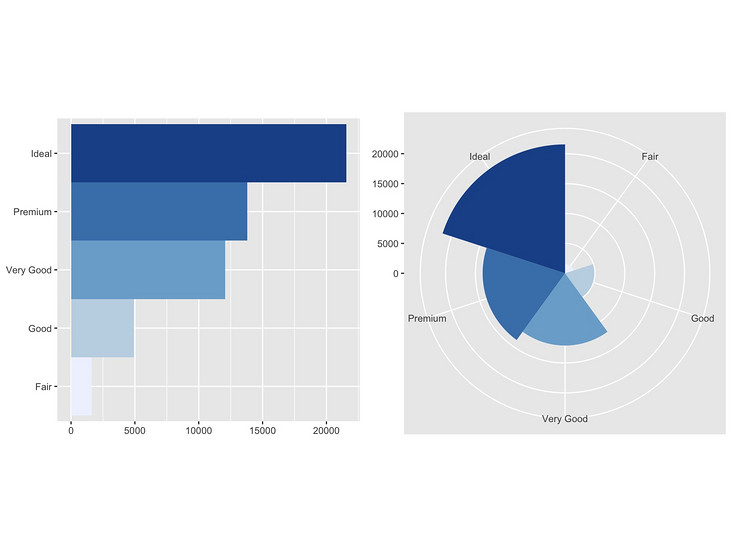 Ideal
Premium
Very Good
Good
Fair
0 5000 10000 15000 20000
20000
15000
10000
5000
0
Ideal
Fair
Premium
Good
Very Good